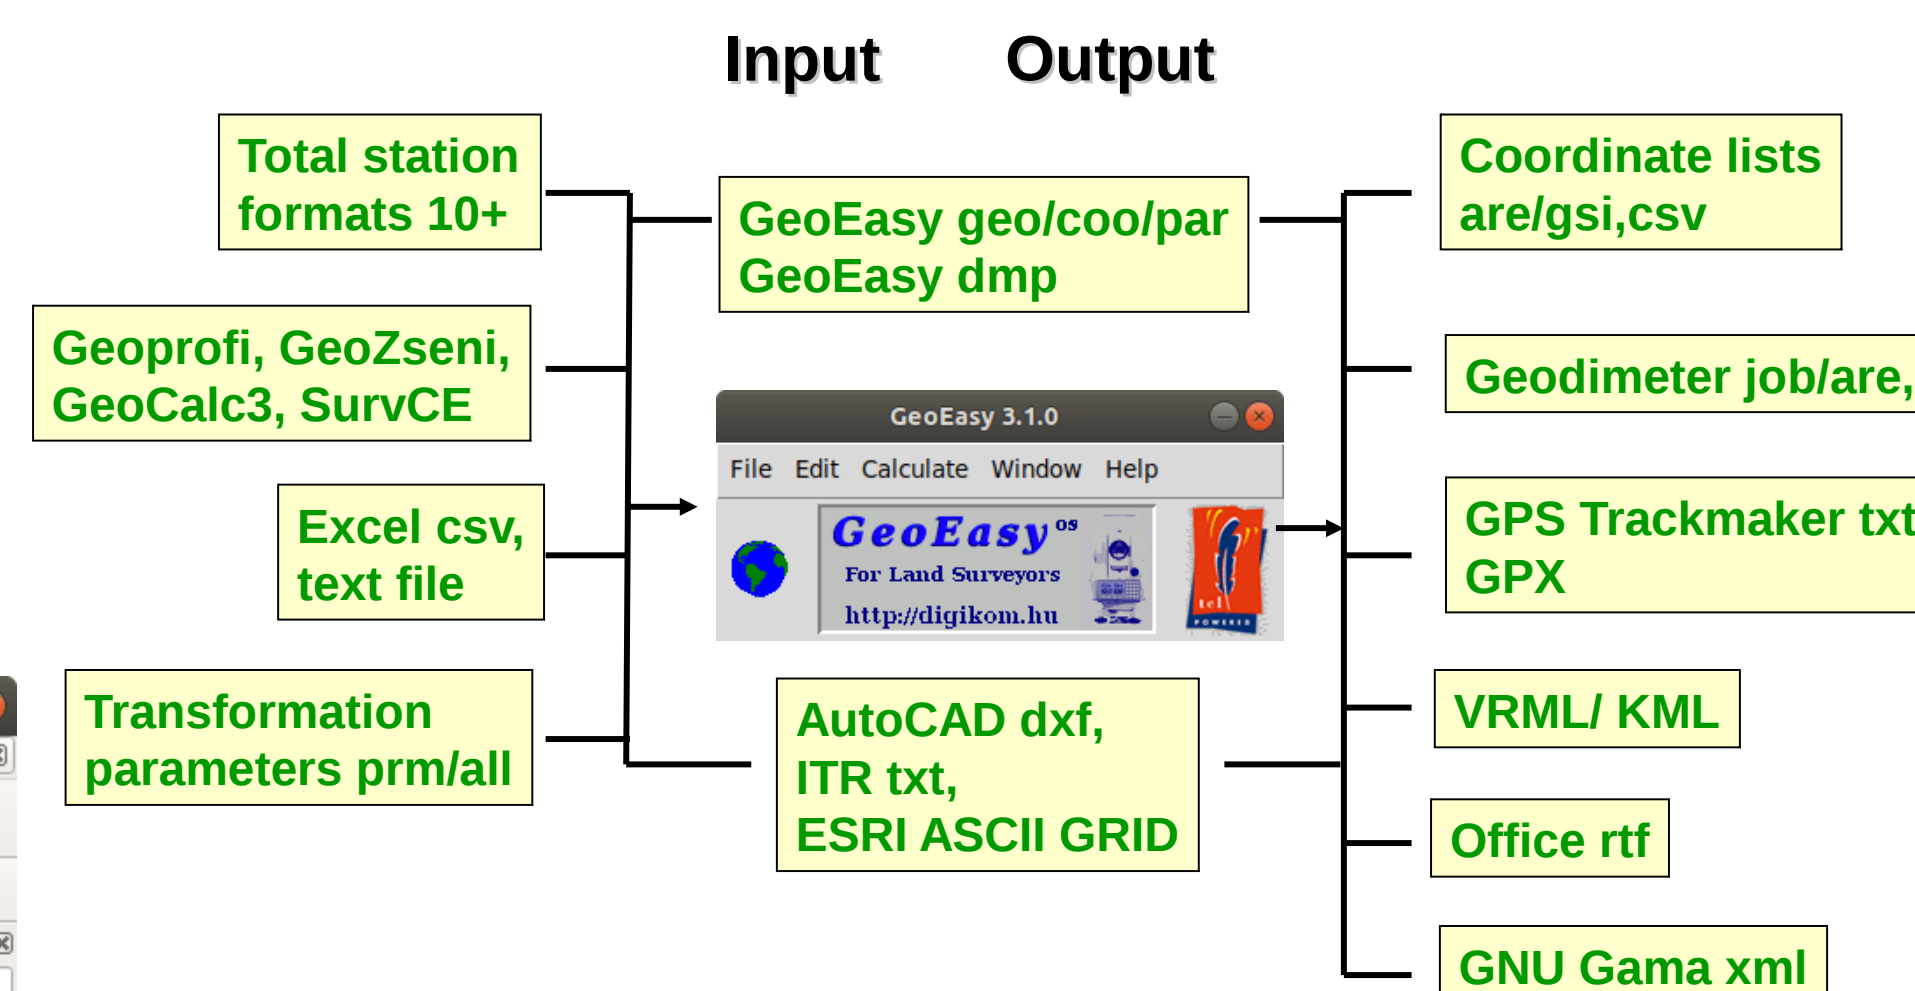 Input Output
Total station
formats 10+
Geoprofi, GeoZseni,
GeoCalc3, SurvCE
Excel csv,
text file
Transformation
parameters prm/all
GeoEasy geo/coo/par
GeoEasy dmp
GeoEasy 3.1.0
File Edit Calculate Window Help
GeoEasy os
For Land Surveyors
http://digikom.hu
tcl
POWERED
AutoCAD dxf,
ITR txt,
ESRI ASCII GRID
Coordinate lists
are/gsi,csv
Geodimeter job/are,
GPS Trackmaker txt
GPX
VRML/ KML
Office rtf
GNU Gama xml